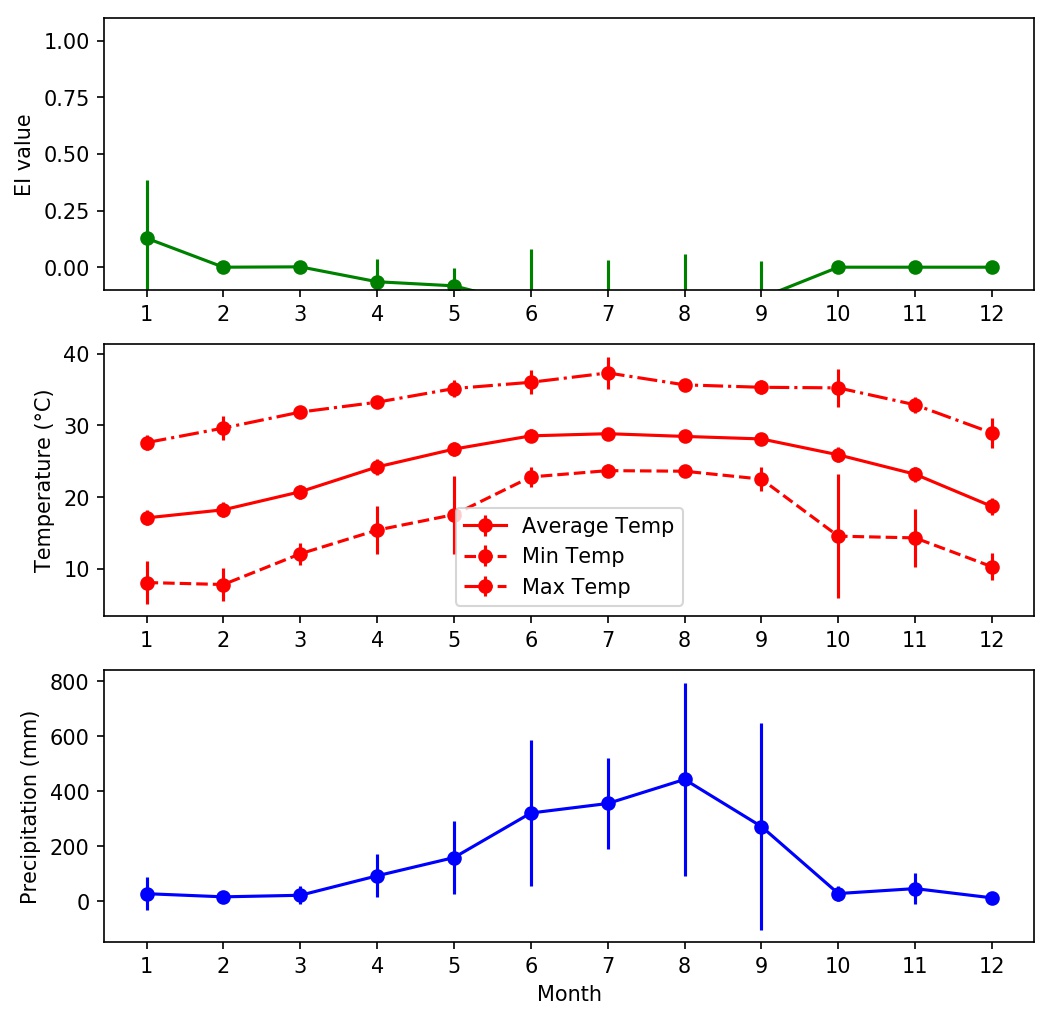 EI value
1.00
0.75
0.50
0.25
0.00
1 2 3 4 5 6 7 8 9 10 11 12
Temperature (°C)
40
30
20
10
Average Temp
Min Temp
Max Temp
1 2 3 4 5 6 7 8 9 10 11 12
Precipitation (mm)
800
600
400
200
0
1 2 3 4 5 6 7 8 9 10 11 12
Month